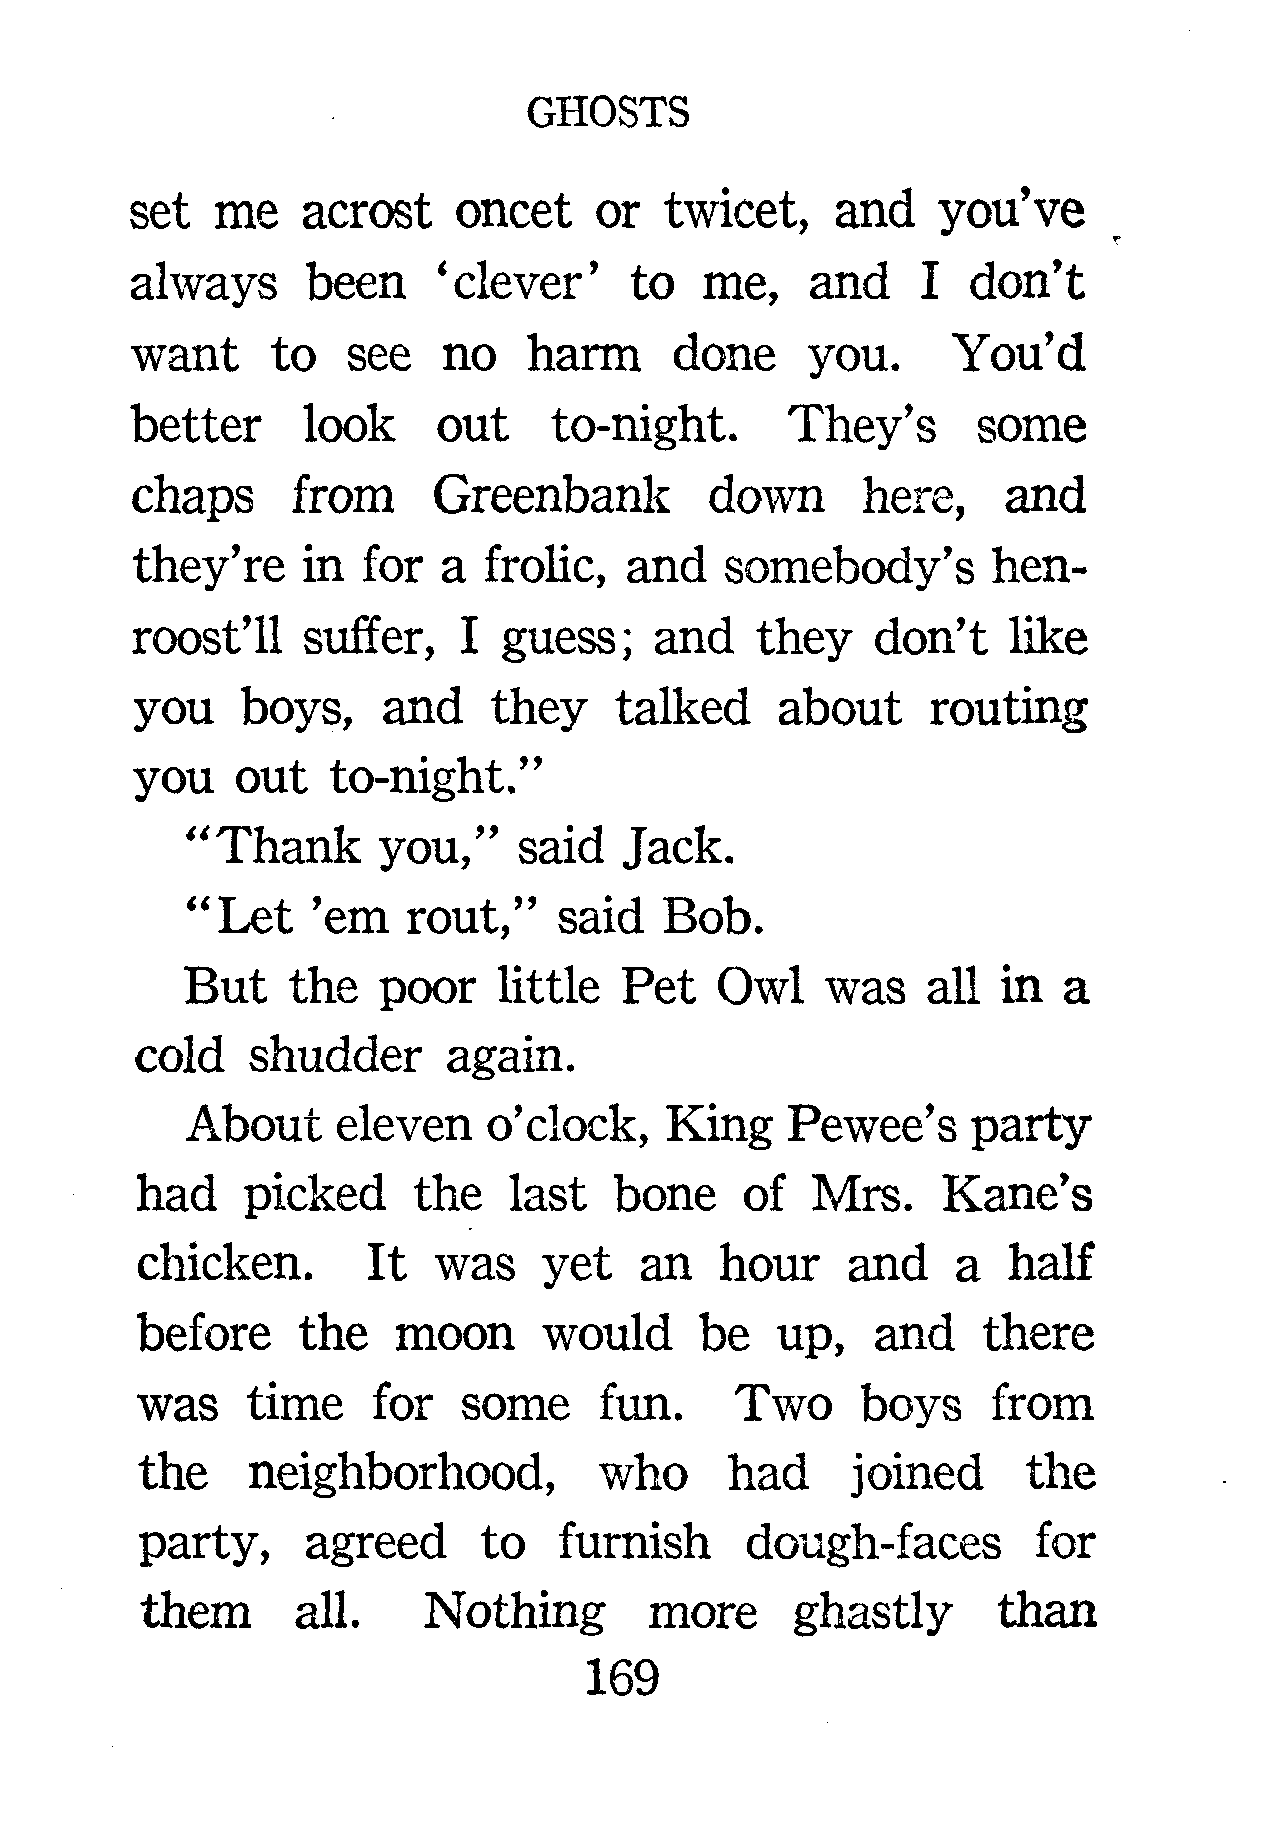 GHOSTS
set me acrost oncet or twicet, and you've
always been 'clever' to me, and I don't
want to see no harm done you. You'd
better look out to-night. They's some
chaps from Greenbank down here, and
they're in for a frolic, and somebody's hen-
roost'll suffer, I guess; and they don't like
you boys, and they talked about routing
you out to-night."
"Thank you," said Jack.
"Let 'em rout," said Bob.
But the poor little Pet Owl was all in a
cold shudder again.
About eleven o'clock, King Pewee's party
had picked the last bone of Mrs. Kane's
chicken. It was yet an hour and a half
before the moon would be up, and there
was time for some fun. Two boys from
the neighborhood, who had joined the
party, agreed to furnish dough-faces for
them all. Nothing more ghastly than
169